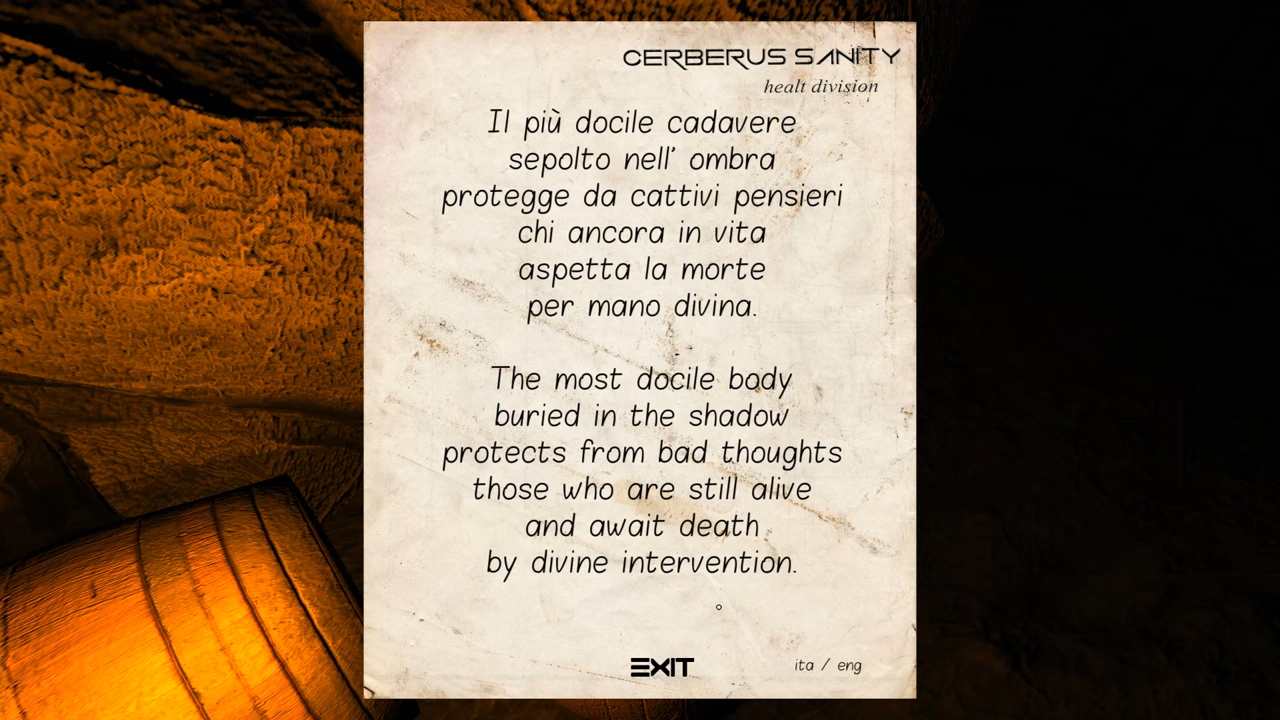 CERBERUS SANITY
healt division
Il più docile cadavere
sepolto nell' ombra
protegge da cattivi pensieri
chi ancora in vita
aspetta la morte
per mano divina.
The most docile body
buried in the shadow
protects from bad thoughts
those who are still alive
and await death
by divine intervention.
EXIT
ita / eng